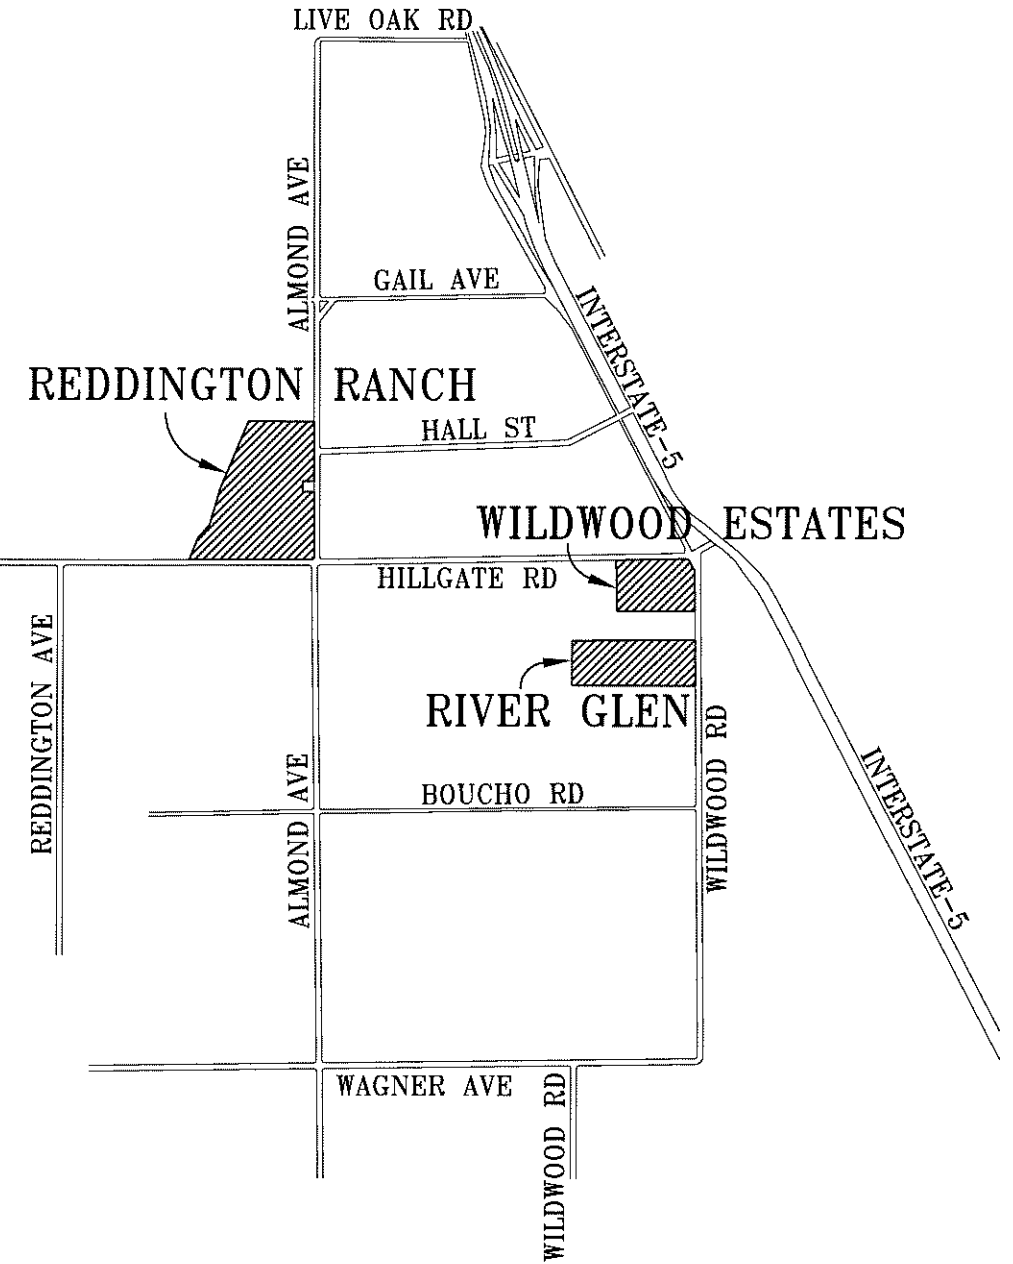 LIVE OAK RD
ALMOND AVE
GAIL AVE
INTERSTATE-5
REDDINGTON RANCH
HALL ST
WILDWOOD ESTATES
HILLGATE RD
REDDINGTON AVE
RIVER GLEN
WILDWOOD RD
ALMOND AVE
BOUCHO RD
INTERSTATE-5
WAGNER AVE
WILDWOOD RD